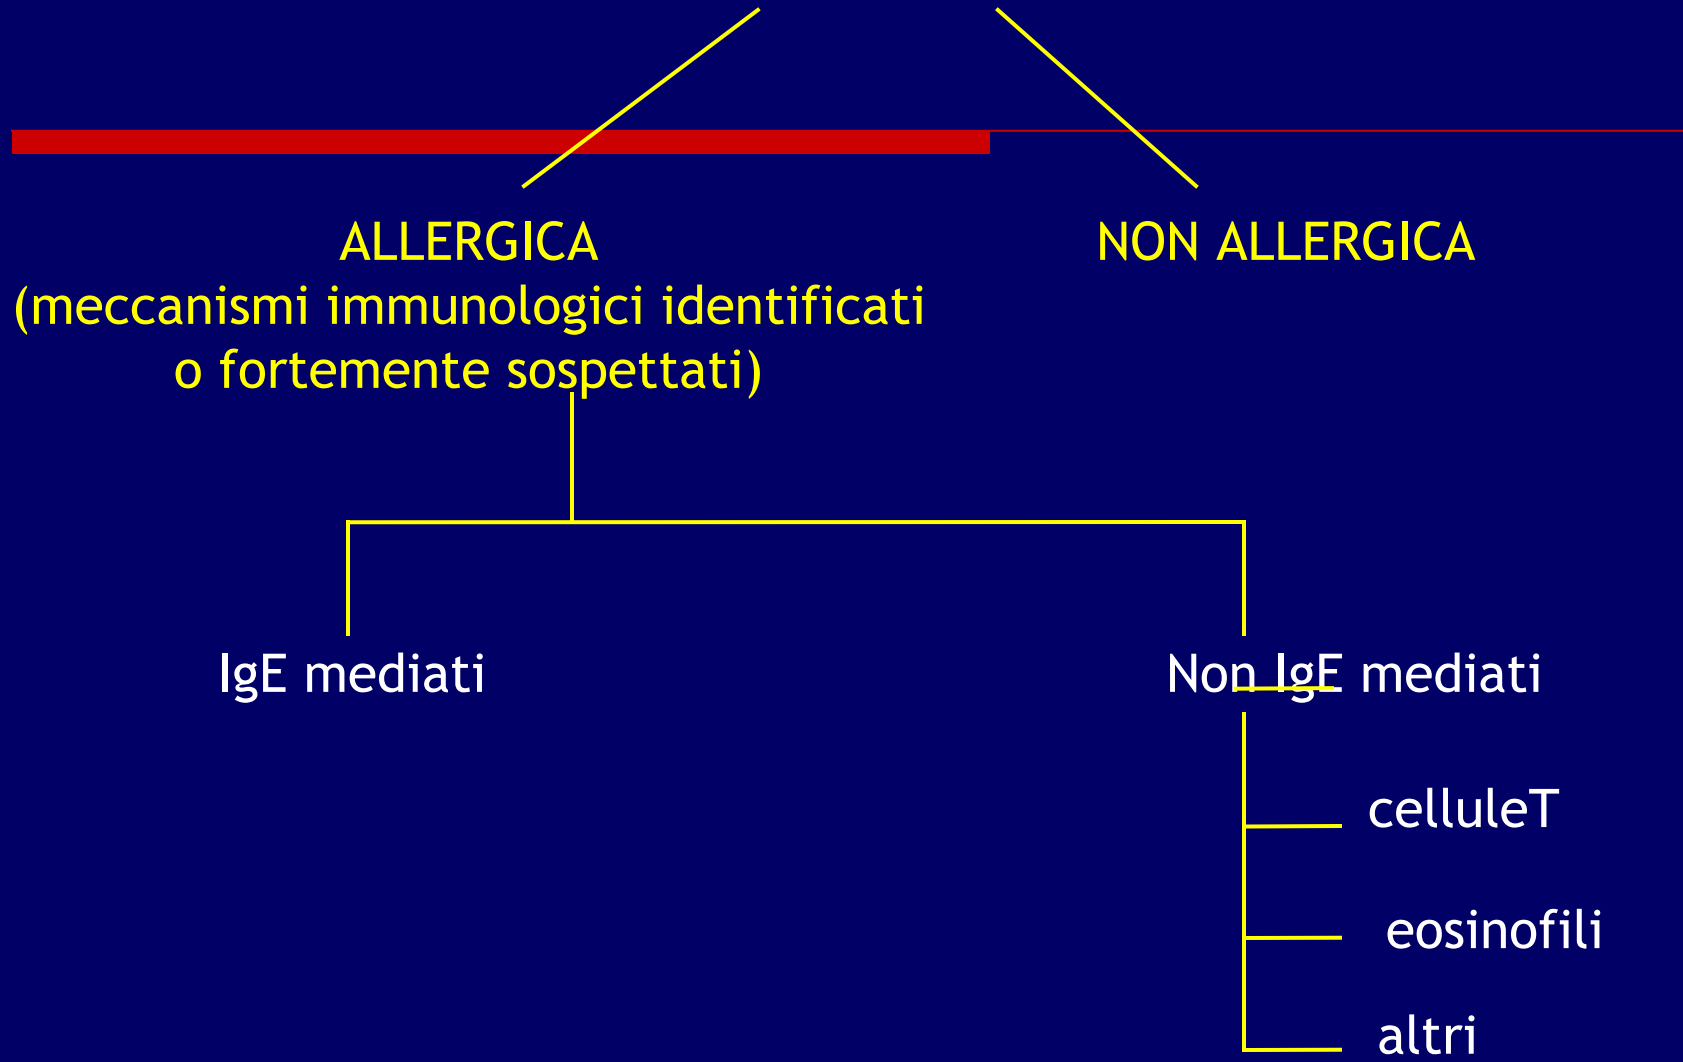 ALLERGICA
NON ALLERGICA
(meccanismi immunologici identificati
o fortemente sospettati)
IgE mediati
Non IgE mediati
celluleT
eosinofili
altri